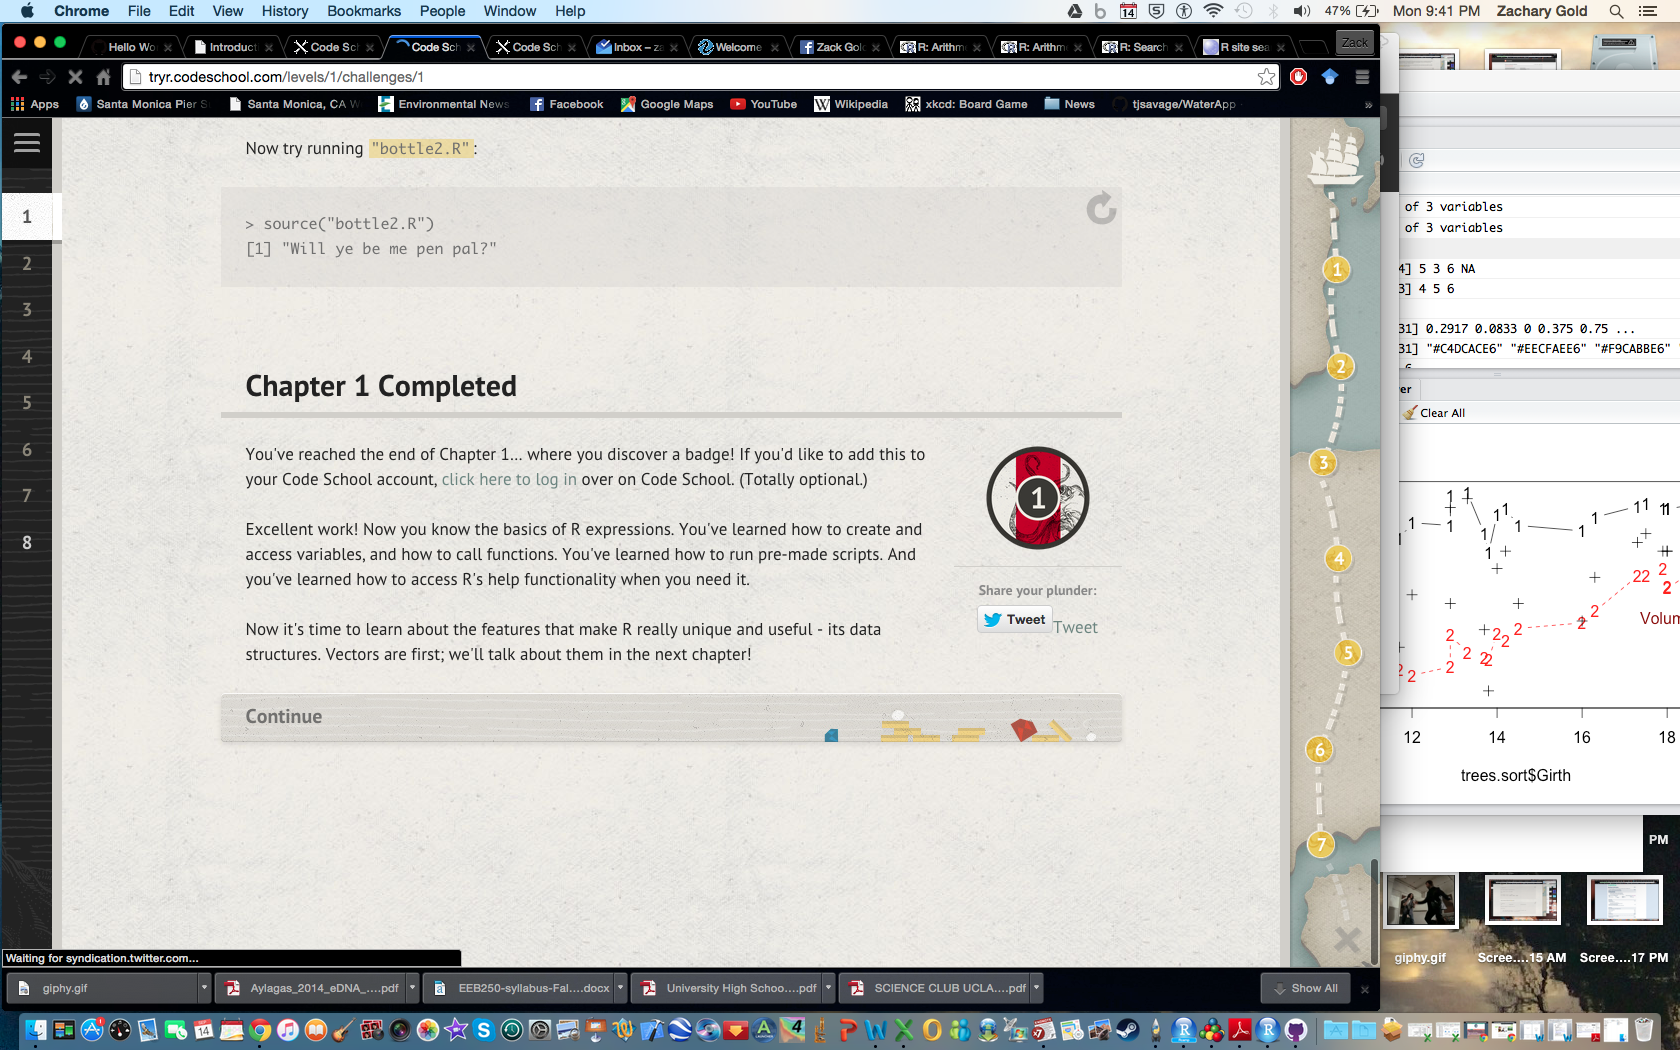 Chrome File Edit View History Bookmarks People Window Help 47% Mon 9:41 PM Zachary Gold
Hello Wo Introduct Code Sch Code Sch Code Sch Inbox – za Welcome Zack Gol R: Arithm R: Arithm R: Search R site sea Zack
tryr.codeschool.com/levels/1/challenges/1
Apps Santa Monica Pier S Santa Monica, CA W Environmental News Facebook Google Maps YouTube Wikipedia xkcd: Board Game News tjsavage/WaterApp »
Now try running "bottle2.R":
> source("bottle2.R")
[1] "Will ye be me pen pal?"
Chapter 1 Completed
You've reached the end of Chapter 1... where you discover a badge! If you'd like to add this to
your Code School account, click here to log in over on Code School. (Totally optional.)
Excellent work! Now you know the basics of R expressions. You've learned how to create and
access variables, and how to call functions. You've learned how to run pre-made scripts. And
you've learned how to access R's help functionality when you need it.
Now it's time to learn about the features that make R really unique and useful - its data
structures. Vectors are first; we'll talk about them in the next chapter!
1
Share your plunder:
Tweet Tweet
Continue
1
2
3
4
5
6
7
8
1
2
3
4
5
6
7
of 3 variables
of 3 variables
4] 5 3 6 NA
3] 4 5 6
31] 0.2917 0.0833 0 0.375 0.75 ...
31] "#C4DCACE6" "#EECFAEE6" "#F9CABBE6"
er
Clear All
Volum
12 14 16 18
trees.sort$Girth
PM
giphy.gif Scree....15 AM Scree....17 PM
Waiting for syndication.twitter.com...
giphy.gif Aylagas_2014_eDNA_....pdf EEB250-syllabus-Fal....docx University High Schoo....pdf SCIENCE CLUB UCLA....pdf Show All